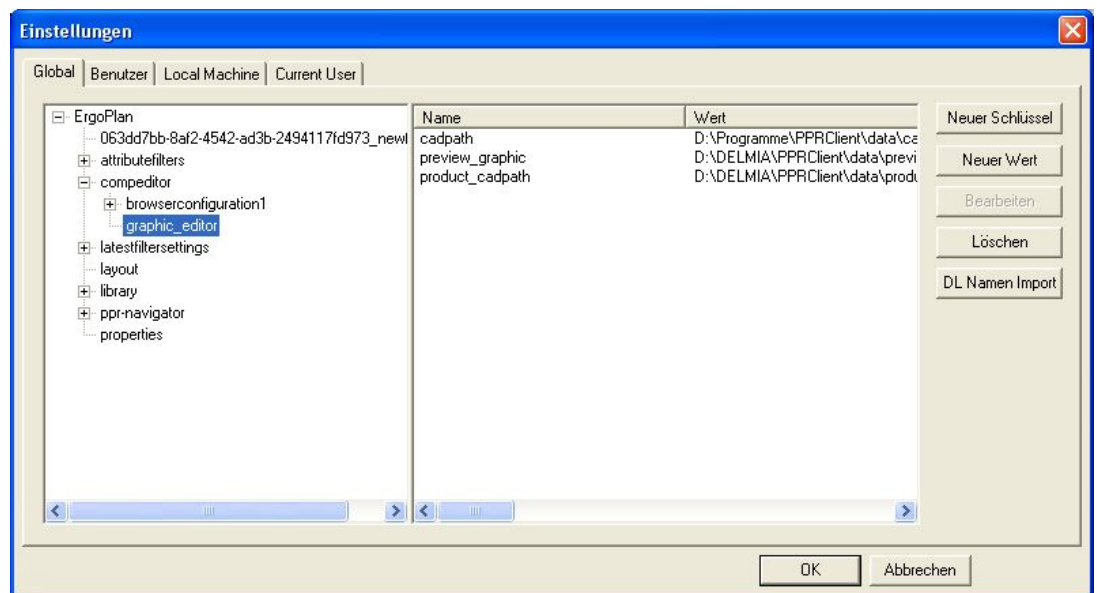 Einstellungen
Global Benutzer Local Machine Current User
ErgoPlan
063dd7bb-8af2-4542-ad3b-2494117fd973_newl
attributefilters
compeditor
browserconfiguration1
graphic_editor
latestfiltersettings
layout
library
ppr-navigator
properties
Name Wert
cadpath D:\Programme\PPRClient\data\ca
preview_graphic D:\DELMIA\PPRClient\data\previ
product_cadpath D:\DELMIA\PPRClient\data\produ
Neuer Schlüssel
Neuer Wert
Bearbeiten
Löschen
DL Namen Import
OK Abbrechen